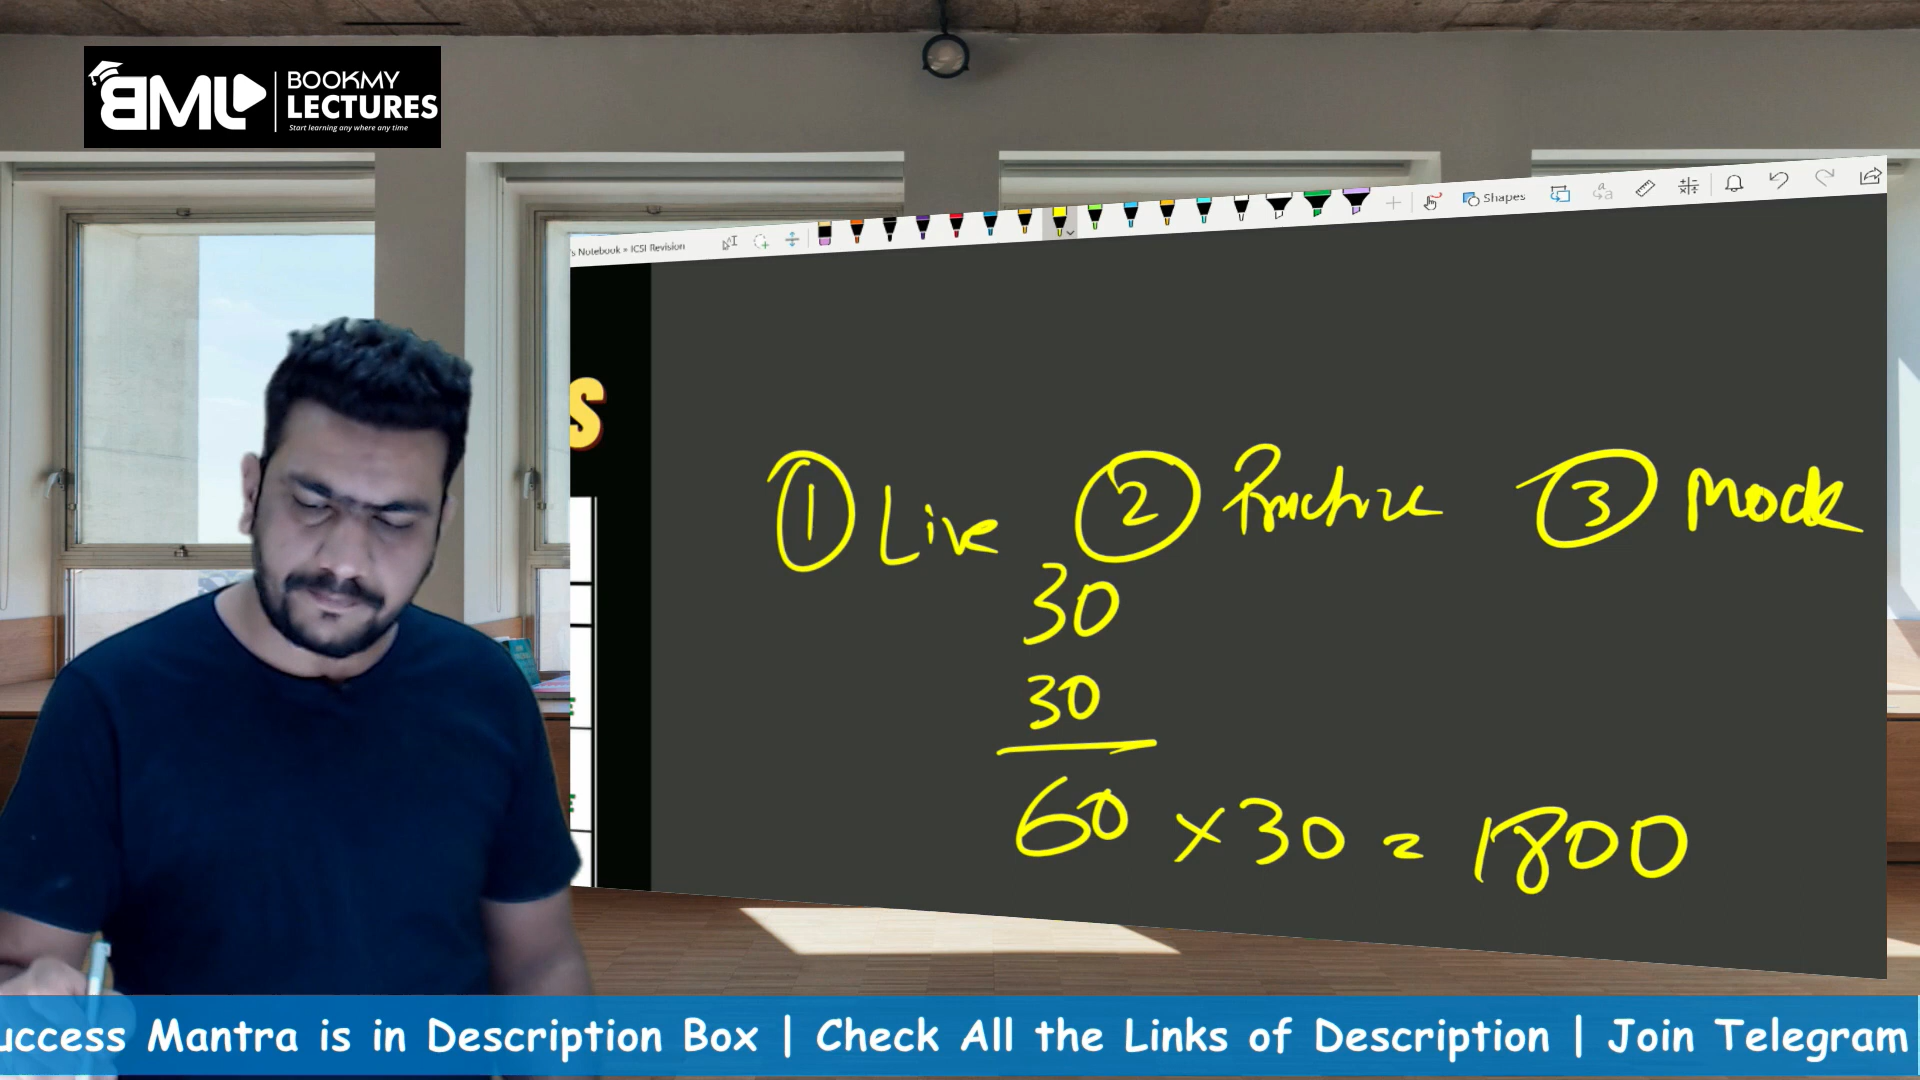 BML
BOOKMY
LECTURES
Start learning any where any time
's Notebook » ICSI Revision
Shapes
S
① Live ② Practice ③ Mock
30
30
60 × 30 = 1800
uccess Mantra is in Description Box | Check All the Links of Description | Join Telegram